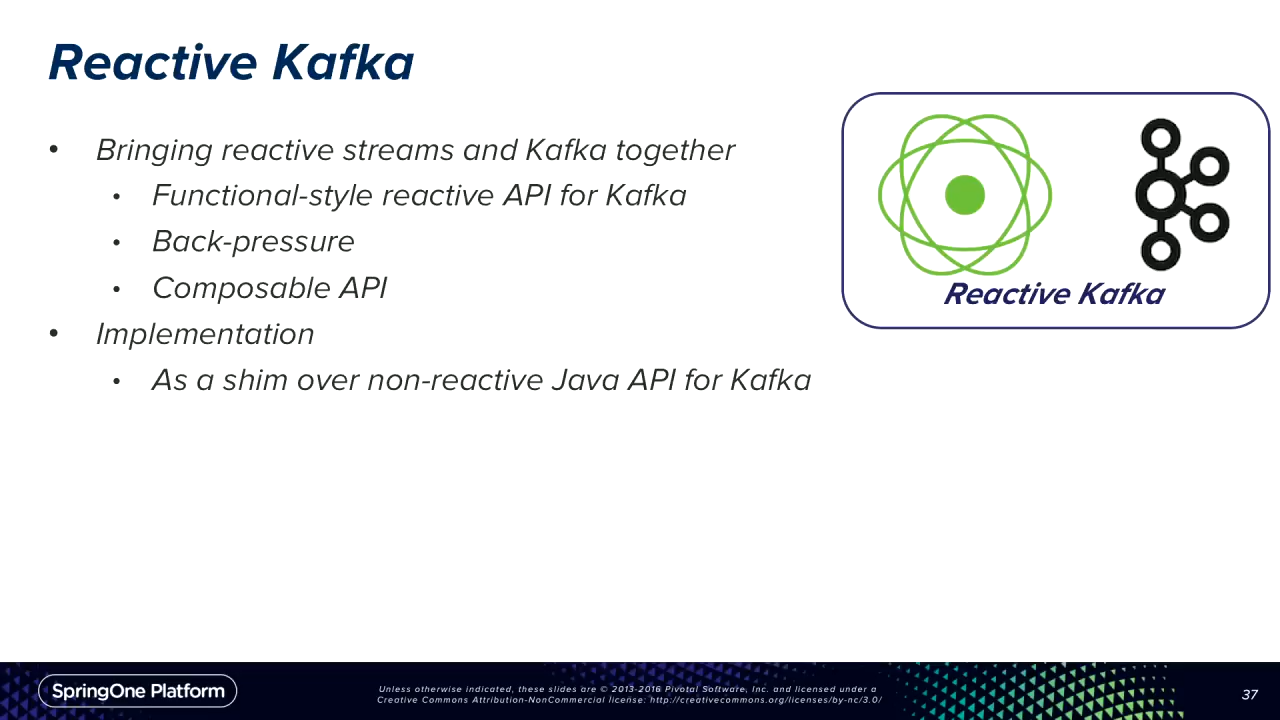 Reactive Kafka
• Bringing reactive streams and Kafka together
• Functional-style reactive API for Kafka
• Back-pressure
• Composable API
• Implementation
• As a shim over non-reactive Java API for Kafka
Reactive Kafka
SpringOne Platform
Unless otherwise indicated, these slides are © 2013-2016 Pivotal Software, Inc. and licensed under a
Creative Commons Attribution-NonCommercial license: http://creativecommons.org/licenses/by-nc/3.0/
37